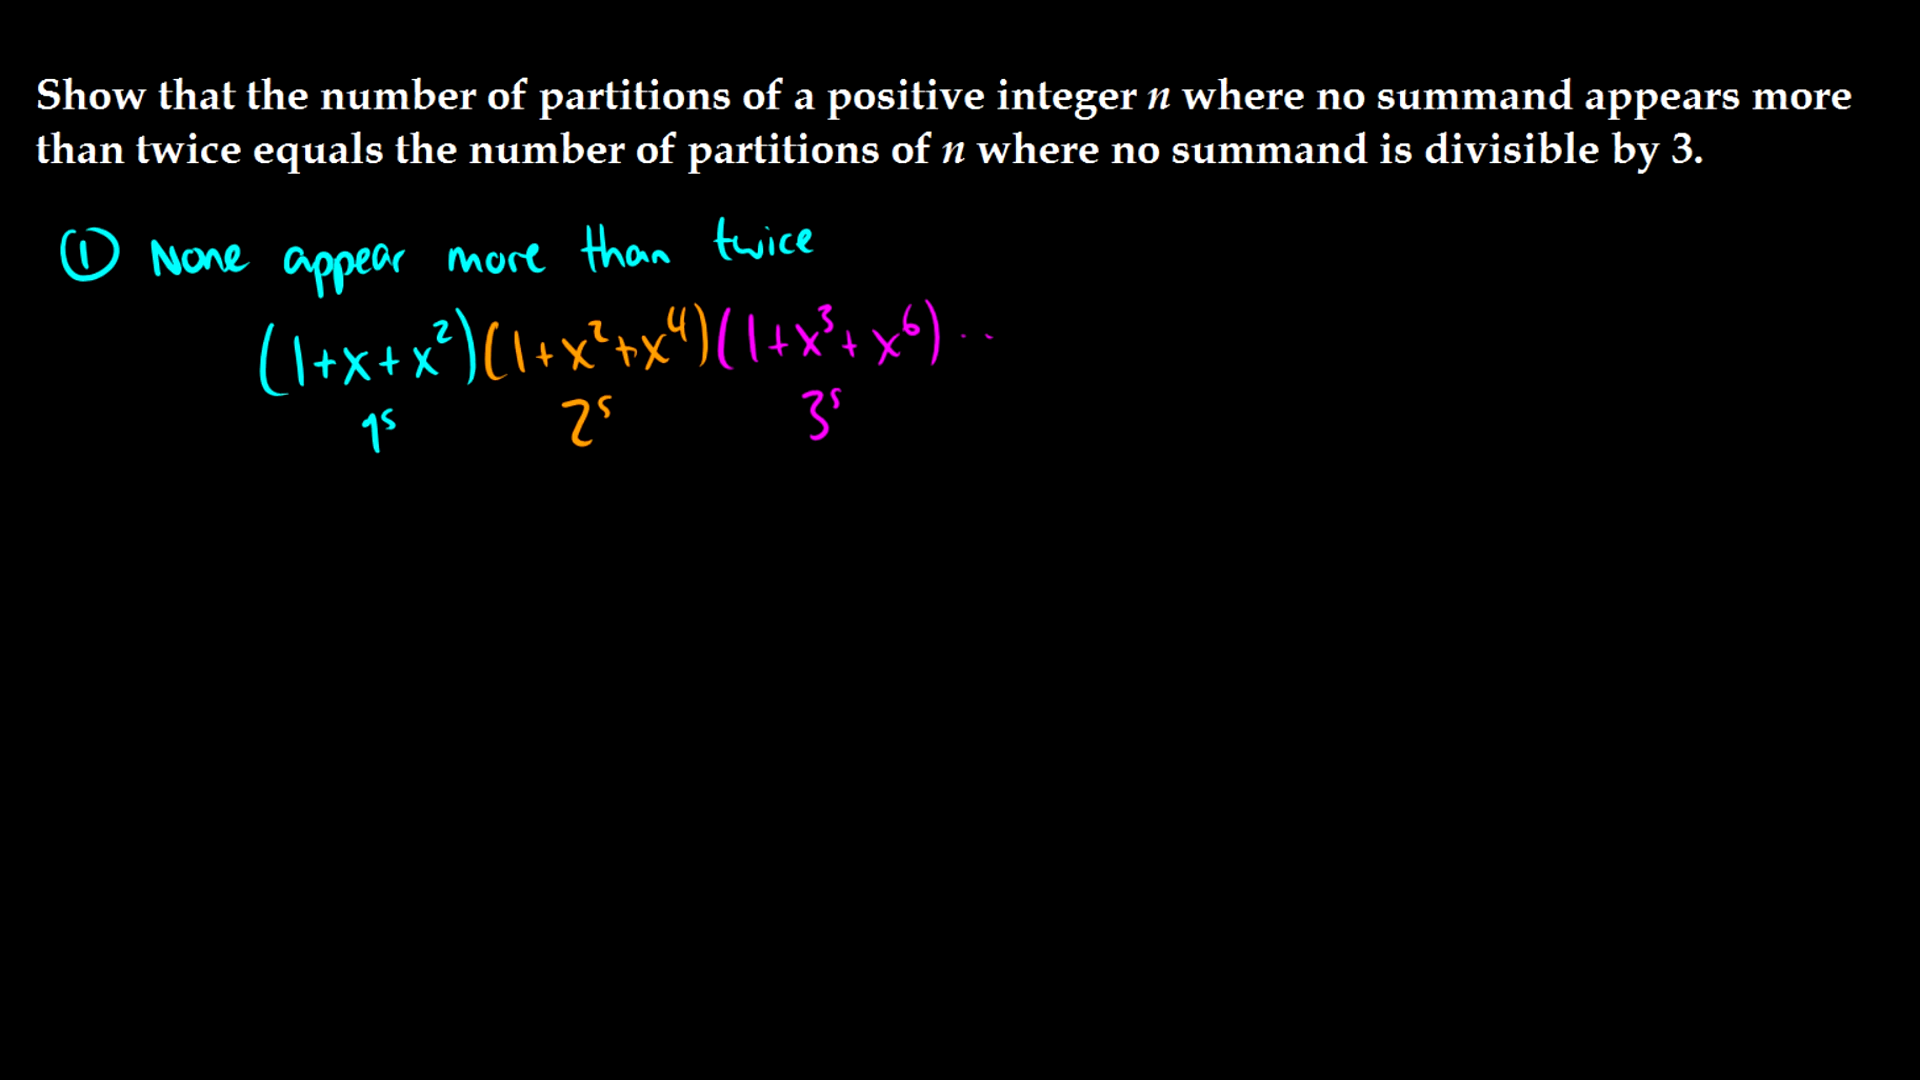 Show that the number of partitions of a positive integer n where no summand appears more
than twice equals the number of partitions of n where no summand is divisible by 3.
① None appear more than twice
(1+x+x²)(1+x²+x⁴)(1+x³+x⁶)...
1s 2s 3s